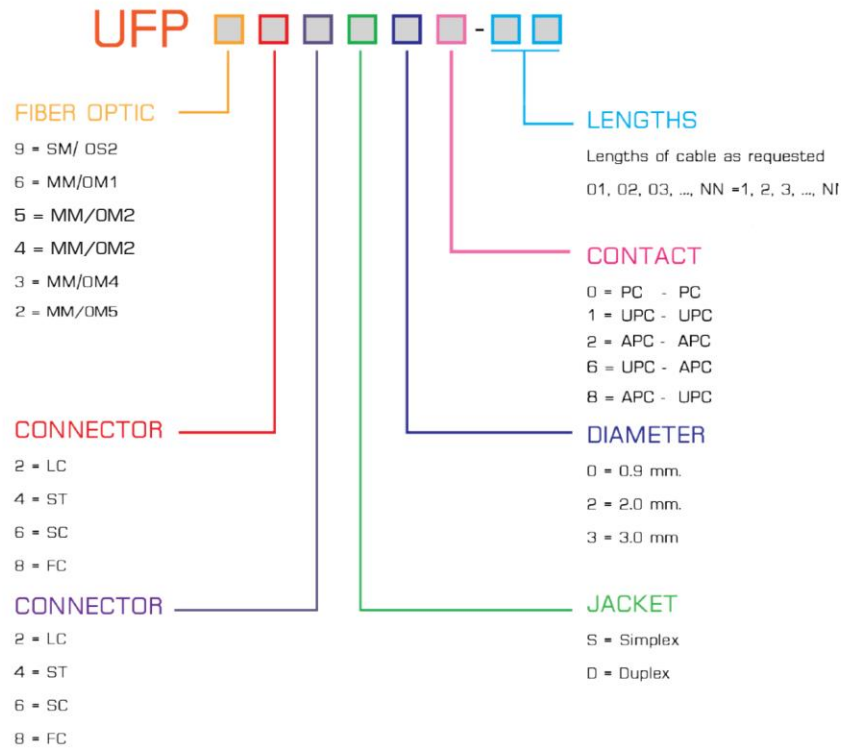 UFP -
FIBER OPTIC
9 = SM/ OS2
6 = MM/OM1
5 = MM/OM2
4 = MM/OM2
3 = MM/OM4
2 = MM/OM5
CONNECTOR
2 = LC
4 = ST
6 = SC
8 = FC
CONNECTOR
2 = LC
4 = ST
6 = SC
8 = FC
LENGTHS
Lengths of cable as requested
01, 02, 03, ..., NN =1, 2, 3, ...,
CONTACT
0 = PC - PC
1 = UPC - UPC
2 = APC - APC
6 = UPC - APC
8 = APC - UPC
DIAMETER
0 = 0.9 mm.
2 = 2.0 mm.
3 = 3.0 mm
JACKET
S = Simplex
D = Duplex